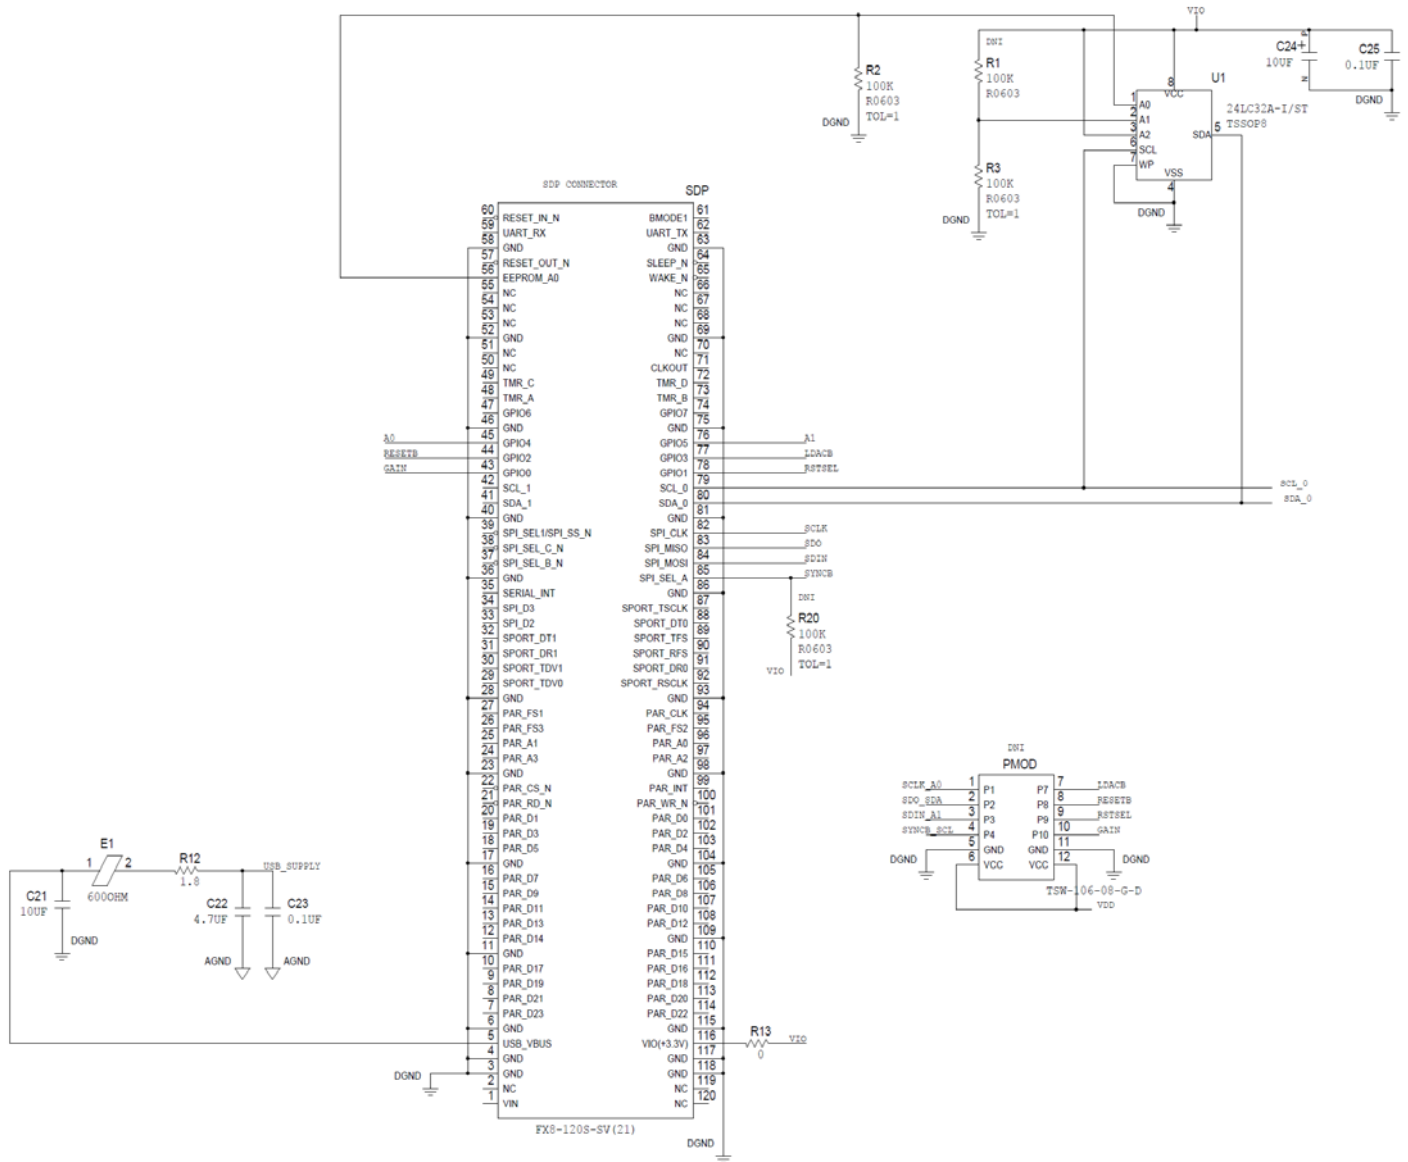 VIO
DNI
R1
100K
R0603
R2
100K
R0603
TOL=1
DGND
R3
100K
R0603
TOL=1
DGND
C24
10UF
P
N
C25
0.1UF
DGND
U1
24LC32A-I/ST
TSSOP8
8
VCC
1 A0
2 A1
3 A2
6 SCL
7 WP
SDA 5
VSS
4
DGND
SDP CONNECTOR
SDP
60 RESET_IN_N BMODE1 61
59 UART_RX UART_TX 62
58 GND GND 63
57 RESET_OUT_N SLEEP_N 64
56 EEPROM_A0 WAKE_N 65
55 NC NC 66
54 NC NC 67
53 NC NC 68
52 GND GND 69
51 NC NC 70
50 NC CLKOUT 71
49 TMR_C TMR_D 72
48 TMR_A TMR_B 73
47 GPIO6 GPIO7 74
46 GND GND 75
A0 45 GPIO4 GPIO5 76 A1
RESETB 44 GPIO2 GPIO3 77 LDACB
GAIN 43 GPIO0 GPIO1 78 RSTSEL
42 SCL_1 SCL_0 79 SCL_0
41 SDA_1 SDA_0 80 SDA_0
40 GND GND 81
39 SPI_SEL1/SPI_SS_N SPI_CLK 82 SCLK
38 SPI_SEL_C_N SPI_MISO 83 SDO
37 SPI_SEL_B_N SPI_MOSI 84 SDIN
36 GND SPI_SEL_A 85 SYNCB
35 SERIAL_INT GND 86
34 SPI_D3 SPORT_TSCLK 87
33 SPI_D2 SPORT_DT0 88
32 SPORT_DT1 SPORT_TFS 89
31 SPORT_DR1 SPORT_RFS 90
30 SPORT_TDV1 SPORT_DR0 91
29 SPORT_TDV0 SPORT_RSCLK 92
28 GND GND 93
27 PAR_FS1 PAR_CLK 94
26 PAR_FS3 PAR_FS2 95
25 PAR_A1 PAR_A0 96
24 PAR_A3 PAR_A2 97
23 GND GND 98
22 PAR_CS_N PAR_INT 99
21 PAR_RD_N PAR_WR_N 100
20 PAR_D1 PAR_D0 101
19 PAR_D3 PAR_D2 102
18 PAR_D5 PAR_D4 103
17 GND GND 104
16 PAR_D7 PAR_D6 105
15 PAR_D9 PAR_D8 106
14 PAR_D11 PAR_D10 107
13 PAR_D13 PAR_D12 108
12 PAR_D14 GND 109
11 GND PAR_D15 110
10 PAR_D17 PAR_D16 111
9 PAR_D19 PAR_D18 112
8 PAR_D21 PAR_D20 113
7 PAR_D23 PAR_D22 114
6 GND GND 115
5 USB_VBUS VIO(+3.3V) 116
4 GND GND 117
3 GND GND 118
2 NC NC 119
1 VIN NC 120
FX8-120S-SV(21)
DGND
DGND
R13
0
VIO
DNI
R20
100K
R0603
TOL=1
VIO
DNI
PMOD
SCLK_A0 1 P1 P7 7 LDACB
SDO_SDA 2 P2 P8 8 RESETB
SDIN_A1 3 P3 P9 9 RSTSEL
SYNCB_SCL 4 P4 P10 10 GAIN
DGND 5 GND GND 11 DGND
6 VCC VCC 12
TSW-106-08-G-D
VDD
E1
1 2
600OHM
R12
1.8
USB_SUPPLY
C21
10UF
DGND
C22
4.7UF
AGND
C23
0.1UF
AGND